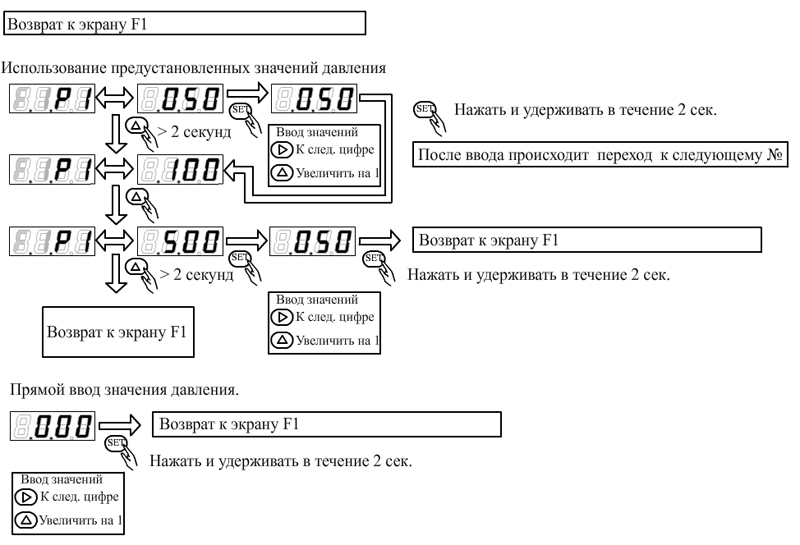 Возврат к экрану F1
Использование предустановленных значений давления
P1 0.50 0.50
SET
SET Нажать и удерживать в течение 2 сек.
> 2 секунд
Ввод значений
К след. цифре
Увеличить на 1
После ввода происходит переход к следующему №
P1 1.00
P1 5.00 0.50
Возврат к экрану F1
SET
SET
> 2 секунд
Нажать и удерживать в течение 2 сек.
Ввод значений
К след. цифре
Увеличить на 1
Возврат к экрану F1
Прямой ввод значения давления.
0.0.0
Возврат к экрану F1
SET
Нажать и удерживать в течение 2 сек.
Ввод значений
К след. цифре
Увеличить на 1